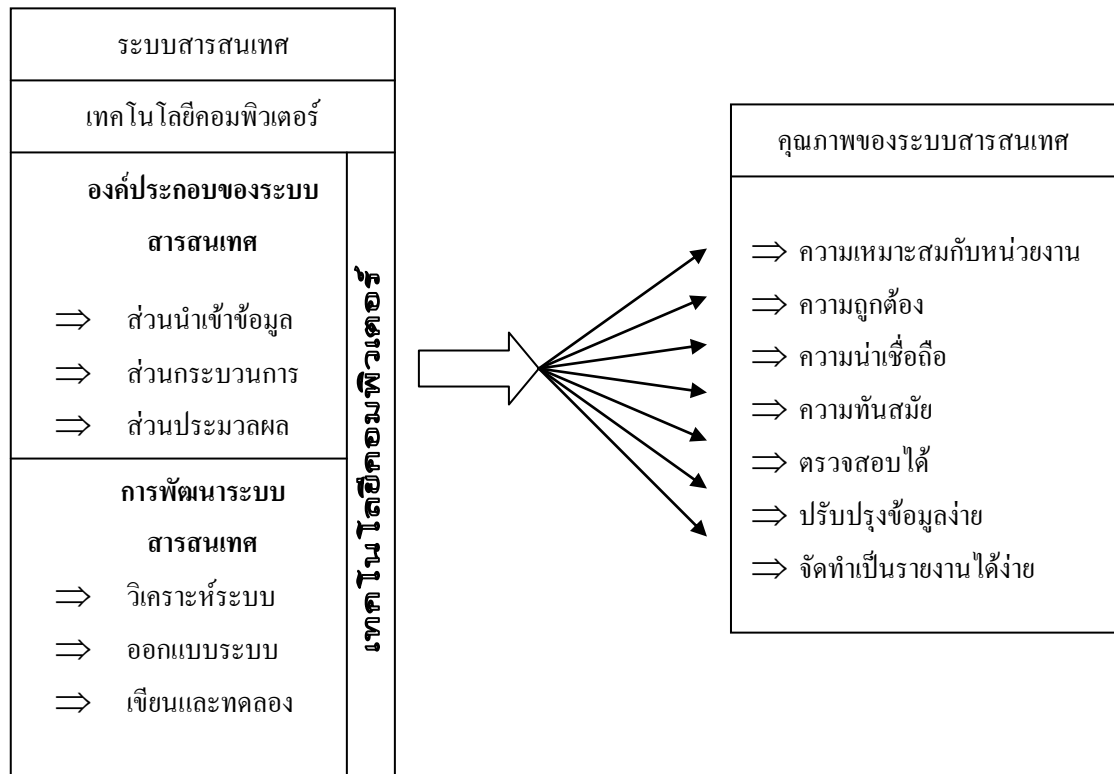 ระบบสารสนเทศ
เทคโนโลยีคอมพิวเตอร์
องค์ประกอบของระบบ
สารสนเทศ
⇒ ส่วนนำเข้าข้อมูล
⇒ ส่วนกระบวนการ
⇒ ส่วนประมวลผล
การพัฒนาระบบ
สารสนเทศ
⇒ วิเคราะห์ระบบ
⇒ ออกแบบระบบ
⇒ เขียนและทดลอง
เทคโนโลยีคอมพิวเตอร์
คุณภาพของระบบสารสนเทศ
⇒ ความเหมาะสมกับหน่วยงาน
⇒ ความถูกต้อง
⇒ ความน่าเชื่อถือ
⇒ ความทันสมัย
⇒ ตรวจสอบได้
⇒ ปรับปรุงข้อมูลง่าย
⇒ จัดทำเป็นรายงานได้ง่าย